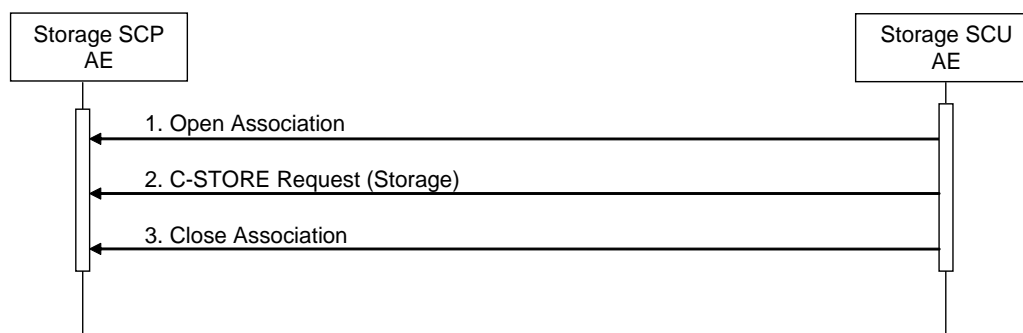 Storage SCP
AE
Storage SCU
AE
1. Open Association
2. C-STORE Request (Storage)
3. Close Association